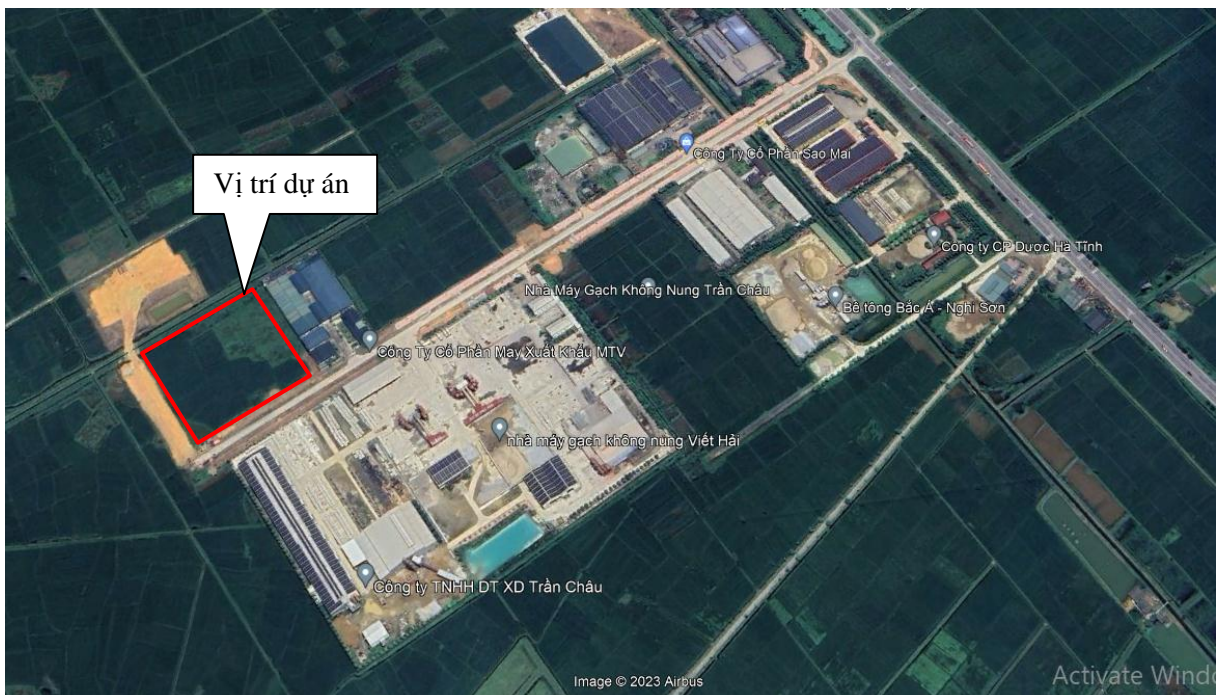 Vị trí dự án
Công Ty Cổ Phần Sao Mai
Công ty CP Dược Hà Tĩnh
Nhà Máy Gạch Không Nung Trần Châu
Bê tông Bắc Á - Nghi Sơn
Công Ty Cổ Phần May Xuất Khẩu MTV
nhà máy gạch không nung Viết Hải
Công ty TNHH DT XD Trần Châu
Image © 2023 Airbus
Activate Windo